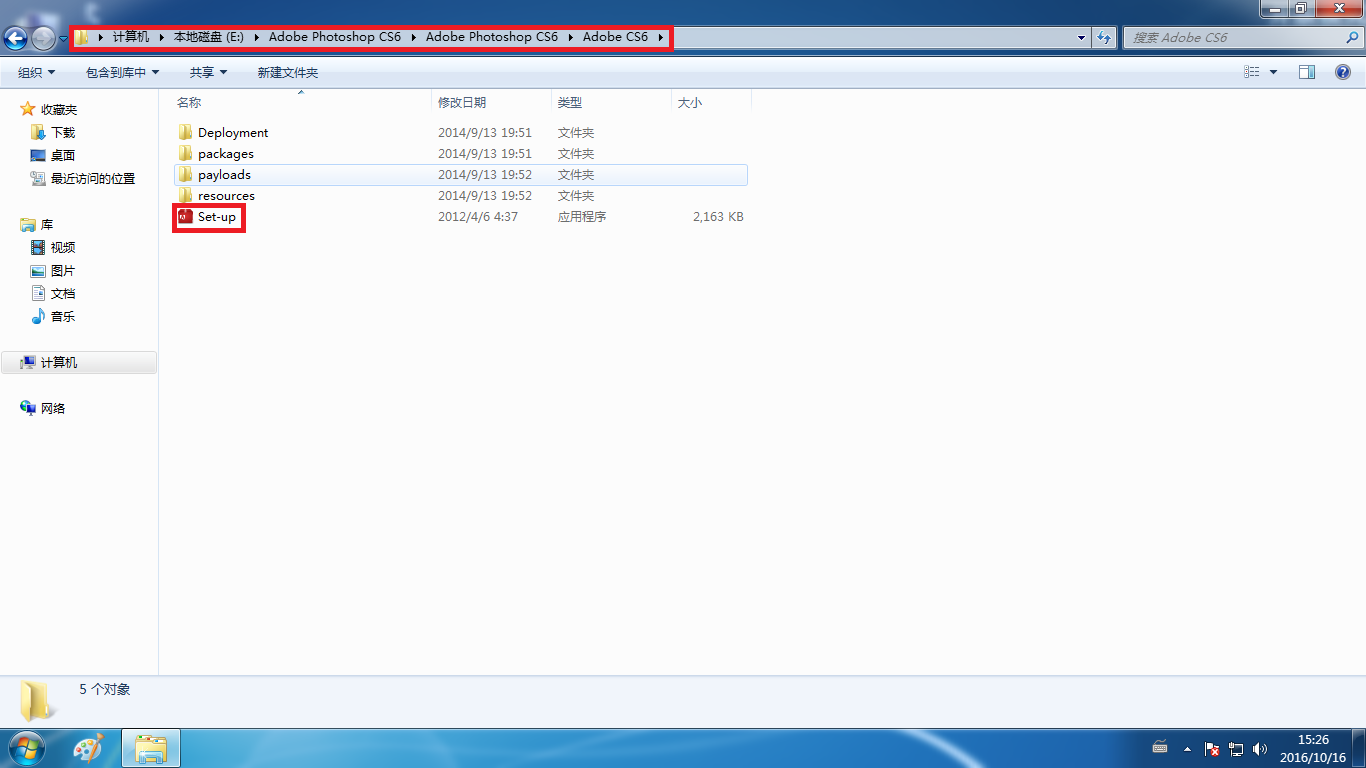 计算机 本地磁盘 (E:) Adobe Photoshop CS6 Adobe Photoshop CS6 Adobe CS6 搜索 Adobe CS6
组织 包含到库中 共享 新建文件夹
收藏夹
下载
桌面
最近访问的位置
库
视频
图片
文档
音乐
计算机
网络
名称 修改日期 类型 大小
Deployment 2014/9/13 19:51 文件夹
packages 2014/9/13 19:51 文件夹
payloads 2014/9/13 19:52 文件夹
resources 2014/9/13 19:52 文件夹
Set-up 2012/4/6 4:37 应用程序 2,163 KB
5 个对象
15:26
2016/10/16